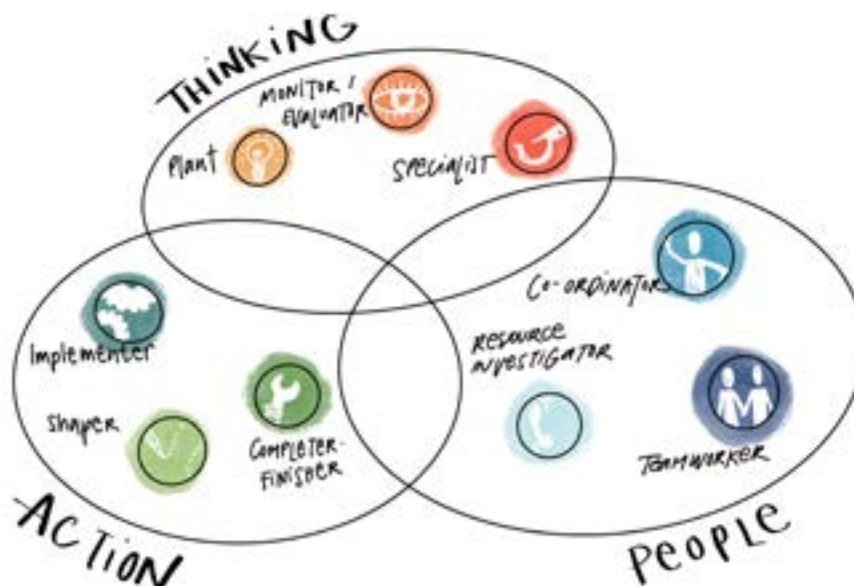 THINKING
MONITOR /
EVALUATOR
Plant
SPECIALIST
CO-ORDINATOR
Implementer
RESOURCE
INVESTIGATOR
Shaper
COMPLETER-
FINISHER
TEAMWORKER
ACTION
PEOPLE